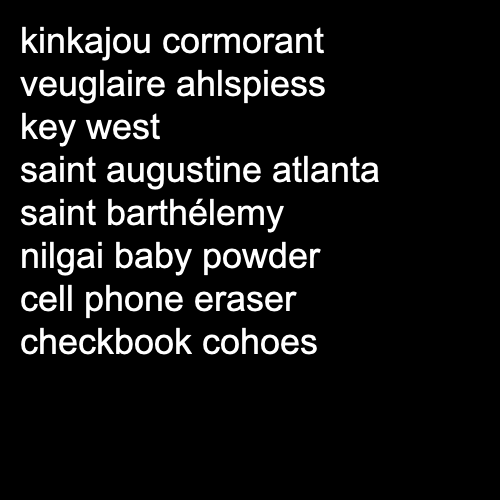 kinkajou cormorant
veuglaire ahlspiess
key west
saint augustine atlanta
saint barthélemy
nilgai baby powder
cell phone eraser
checkbook cohoes